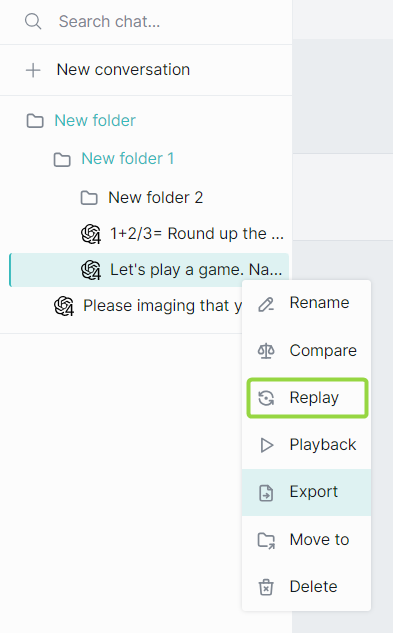 Search chat...
New conversation
New folder
New folder 1
New folder 2
1+2/3= Round up the ...
Let's play a game. Na...
Please imaging that y
Rename
Compare
Replay
Playback
Export
Move to
Delete